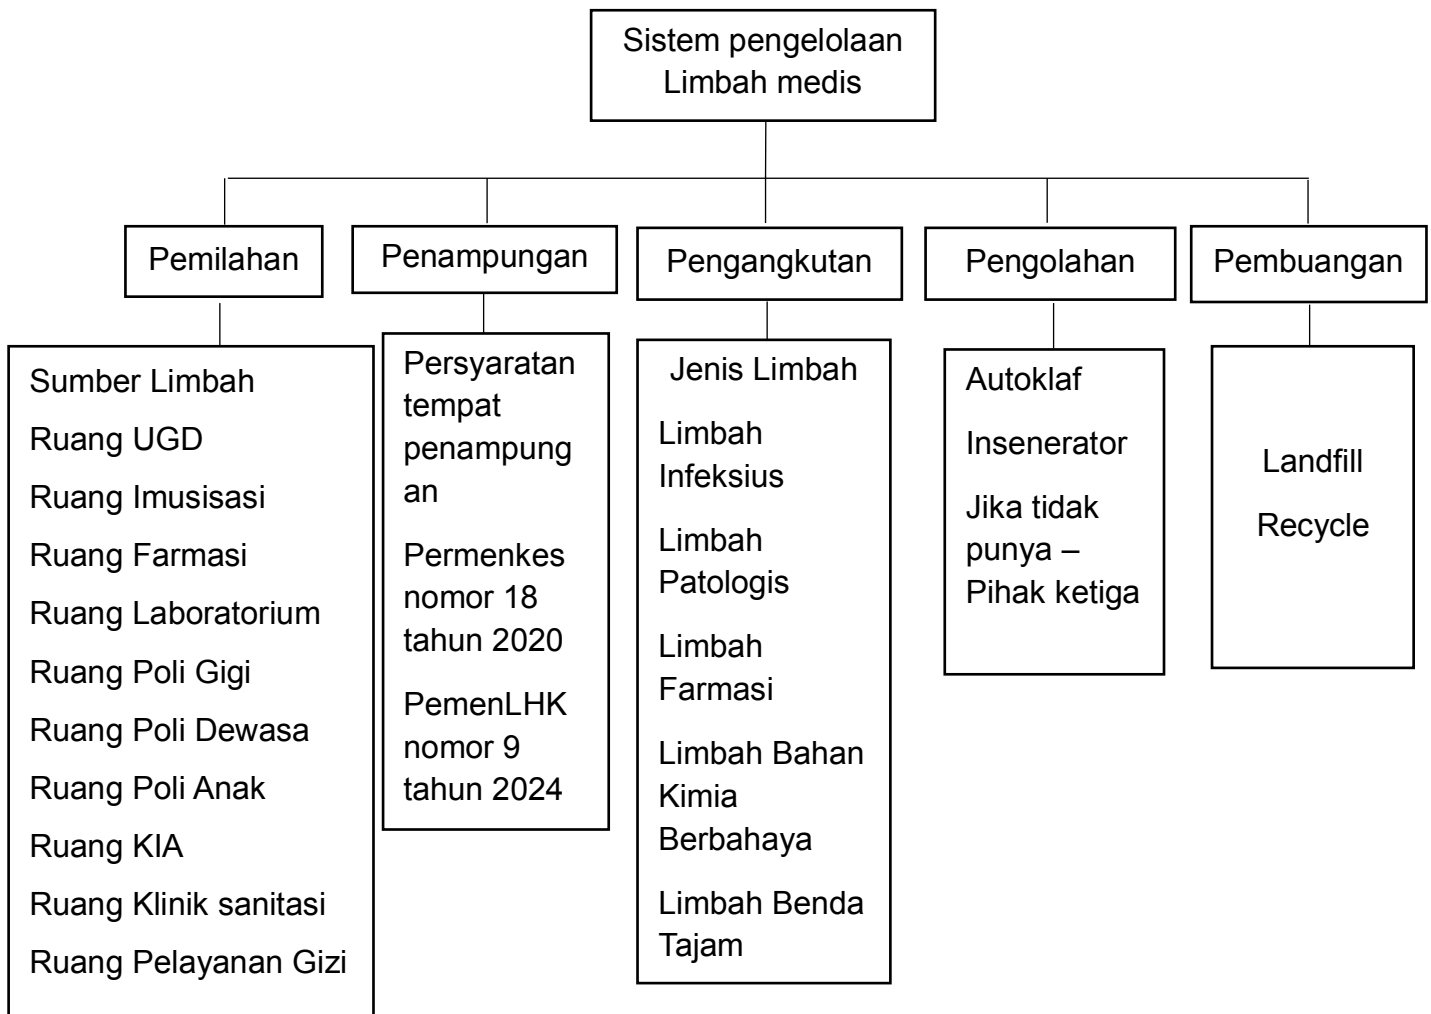 Sistem pengelolaan
Limbah medis
Pemilahan
Penampungan
Pengangkutan
Pengolahan
Pembuangan
Sumber Limbah
Ruang UGD
Ruang Imusisasi
Ruang Farmasi
Ruang Laboratorium
Ruang Poli Gigi
Ruang Poli Dewasa
Ruang Poli Anak
Ruang KIA
Ruang Klinik sanitasi
Ruang Pelayanan Gizi
Persyaratan
tempat
penampung
an
Permenkes
nomor 18
tahun 2020
PemenLHK
nomor 9
tahun 2024
Jenis Limbah
Limbah
Infeksius
Limbah
Patologis
Limbah
Farmasi
Limbah Bahan
Kimia
Berbahaya
Limbah Benda
Tajam
Autoklaf
Insenerator
Jika tidak
punya –
Pihak ketiga
Landfill
Recycle